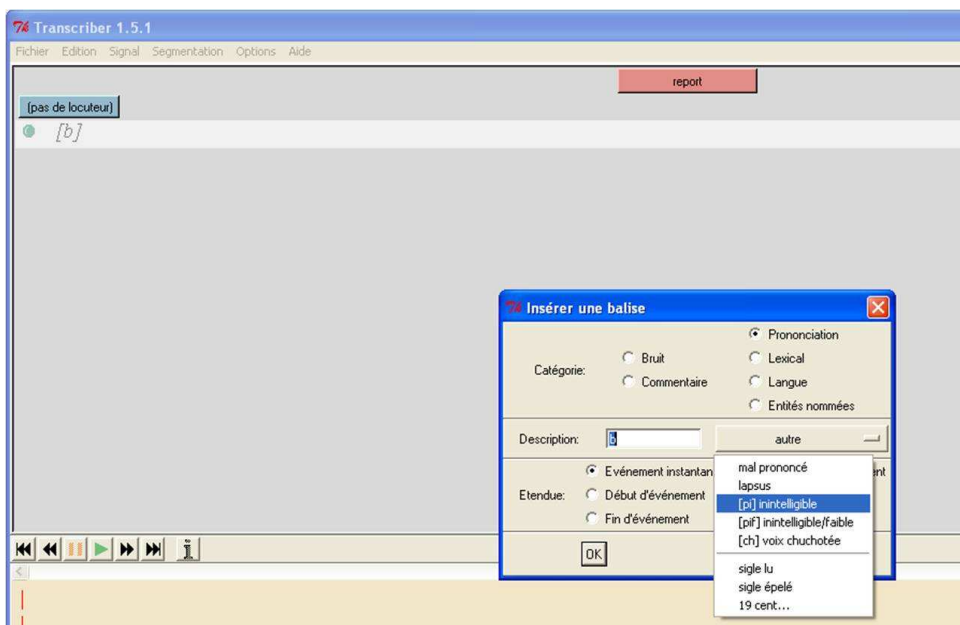 Transcriber 1.5.1
Fichier Edition Signal Segmentation Options Aide
report
(pas de locuteur)
[b]
Insérer une balise
Catégorie:
Bruit
Commentaire
Prononciation
Lexical
Langue
Entités nommées
Description:
b
autre
Etendue:
Evénement instantan
nt
Début d'événement
Fin d'événement
OK
mal prononcé
lapsus
[pi] inintelligible
[pif] inintelligible/faible
[ch] voix chuchotée
sigle lu
sigle épelé
19 cent...